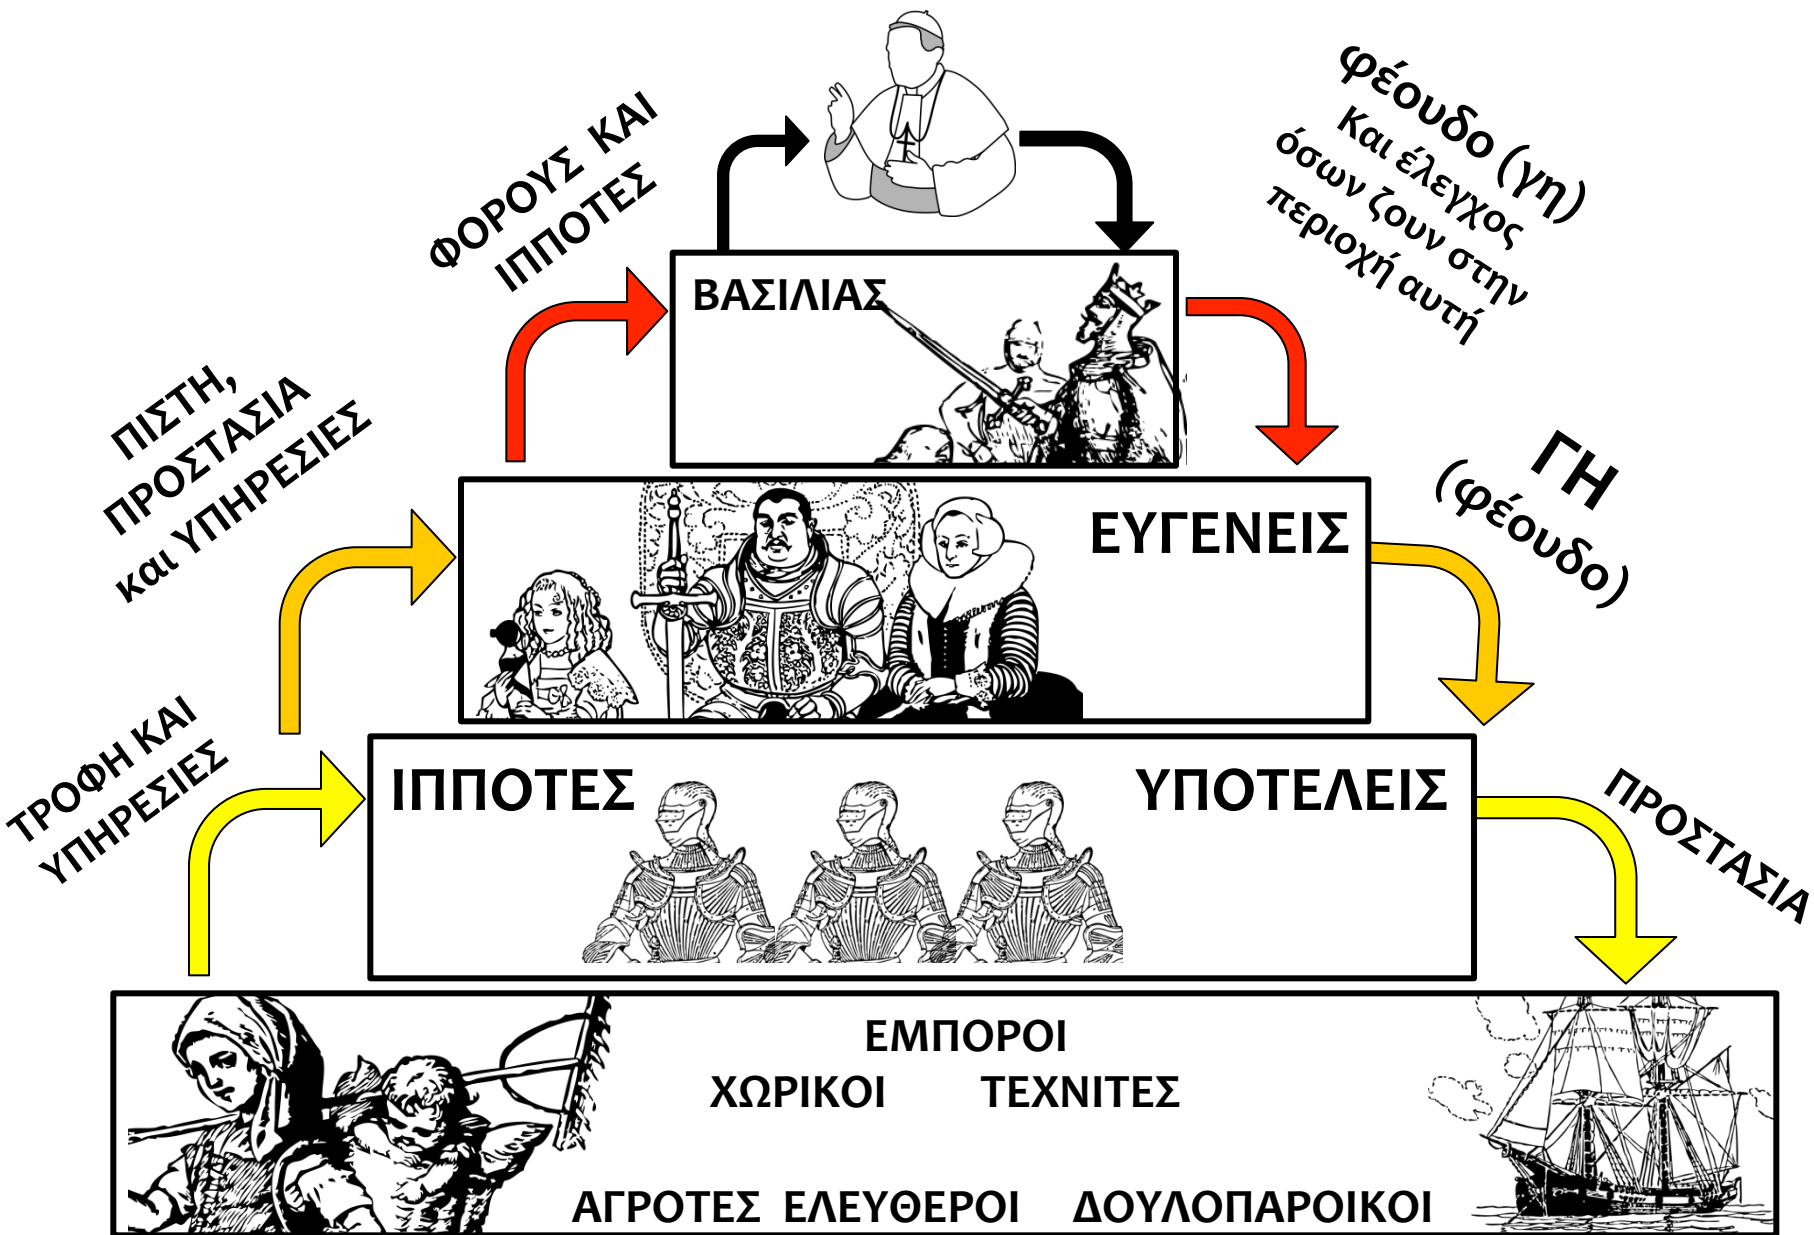 ΦΟΡΟΥΣ ΚΑΙ
ΙΠΠΟΤΕΣ
φέουδο (γη)
Και έλεγχος
όσων ζουν στην
περιοχή αυτή
ΒΑΣΙΛΙΑΣ
ΠΙΣΤΗ,
ΠΡΟΣΤΑΣΙΑ
και ΥΠΗΡΕΣΙΕΣ
ΕΥΓΕΝΕΙΣ
ΓΗ
(φέουδο)
ΤΡΟΦΗ ΚΑΙ
ΥΠΗΡΕΣΙΕΣ
ΙΠΠΟΤΕΣ
ΥΠΟΤΕΛΕΙΣ
ΠΡΟΣΤΑΣΙΑ
ΕΜΠΟΡΟΙ
ΧΩΡΙΚΟΙ ΤΕΧΝΙΤΕΣ
ΑΓΡΟΤΕΣ ΕΛΕΥΘΕΡΟΙ ΔΟΥΛΟΠΑΡΟΙΚΟΙ